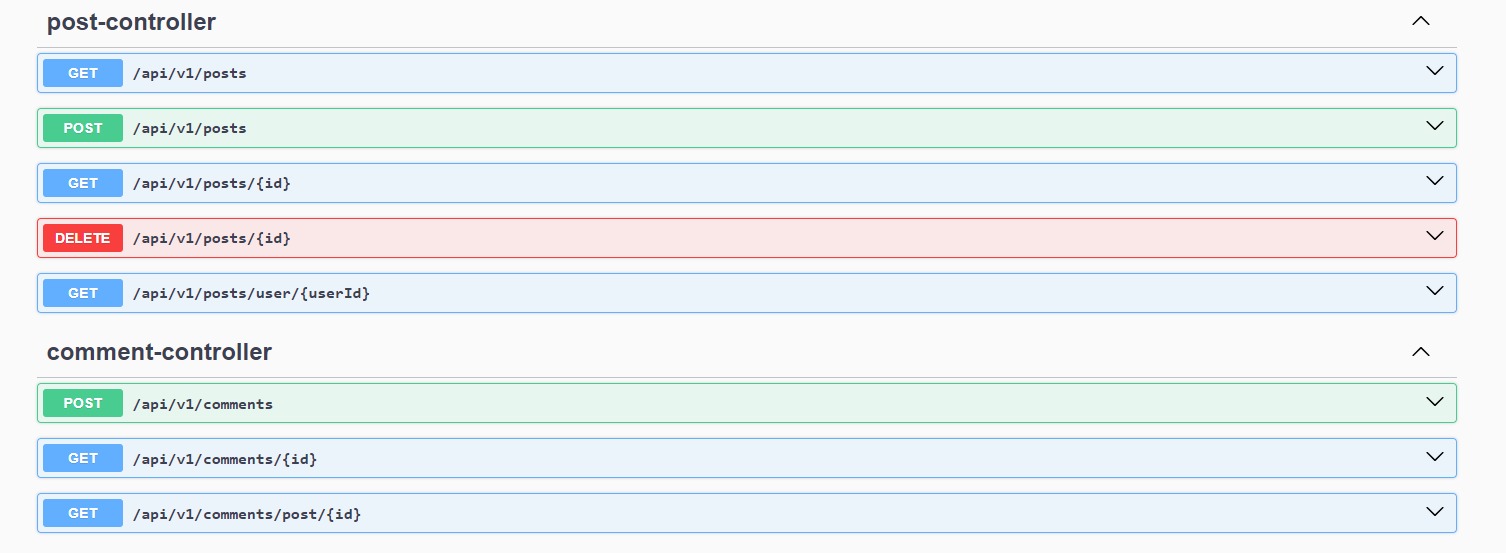 post-controller
GET /api/v1/posts
POST /api/v1/posts
GET /api/v1/posts/{id}
DELETE /api/v1/posts/{id}
GET /api/v1/posts/user/{userId}
comment-controller
POST /api/v1/comments
GET /api/v1/comments/{id}
GET /api/v1/comments/post/{id}